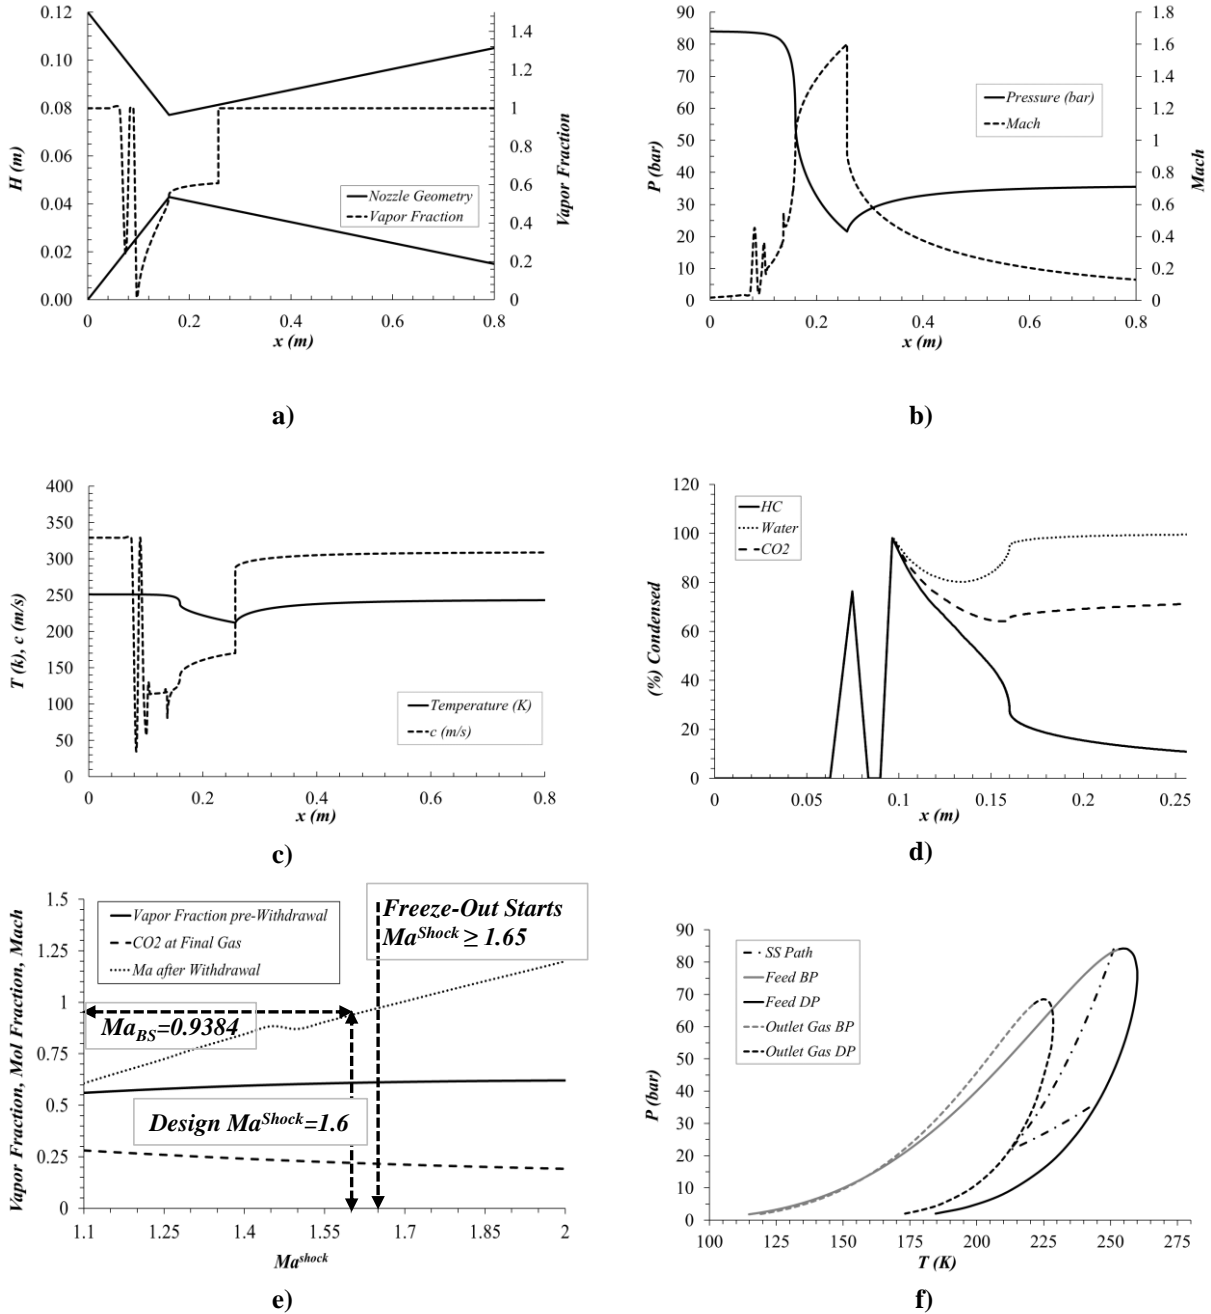 0.12
0.10
0.08
0.06
0.04
0.02
0.00
H (m)
1.4
1.2
1
0.8
0.6
0.4
0.2
0
Vapor Fraction
Nozzle Geometry
Vapor Fraction
0 0.2 0.4 0.6 0.8
x (m)
a)
90
80
70
60
50
40
30
20
10
0
P (bar)
1.8
1.6
1.4
1.2
1
0.8
0.6
0.4
0.2
0
Mach
Pressure (bar)
Mach
0 0.2 0.4 0.6 0.8
x (m)
b)
400
350
300
250
200
150
100
50
0
T (k), c (m/s)
Temperature (K)
c (m/s)
0 0.2 0.4 0.6 0.8
x (m)
c)
120
100
80
60
40
20
0
(%) Condensed
HC
Water
CO2
0 0.05 0.1 0.15 0.2 0.25
x (m)
d)
1.5
1.25
1
0.75
0.5
0.25
0
Vapor Fraction, Mol Fraction, Mach
Vapor Fraction pre-Withdrawal
CO2 at Final Gas
Ma after Withdrawal
Freeze-Out Starts
Ma^Shock ≥ 1.65
Ma_BS=0.9384
Design Ma^Shock=1.6
1.1 1.25 1.4 1.55 1.7 1.85 2
Ma^shock
e)
90
80
70
60
50
40
30
20
10
0
P (bar)
SS Path
Feed BP
Feed DP
Outlet Gas BP
Outlet Gas DP
100 125 150 175 200 225 250 275
T (K)
f)